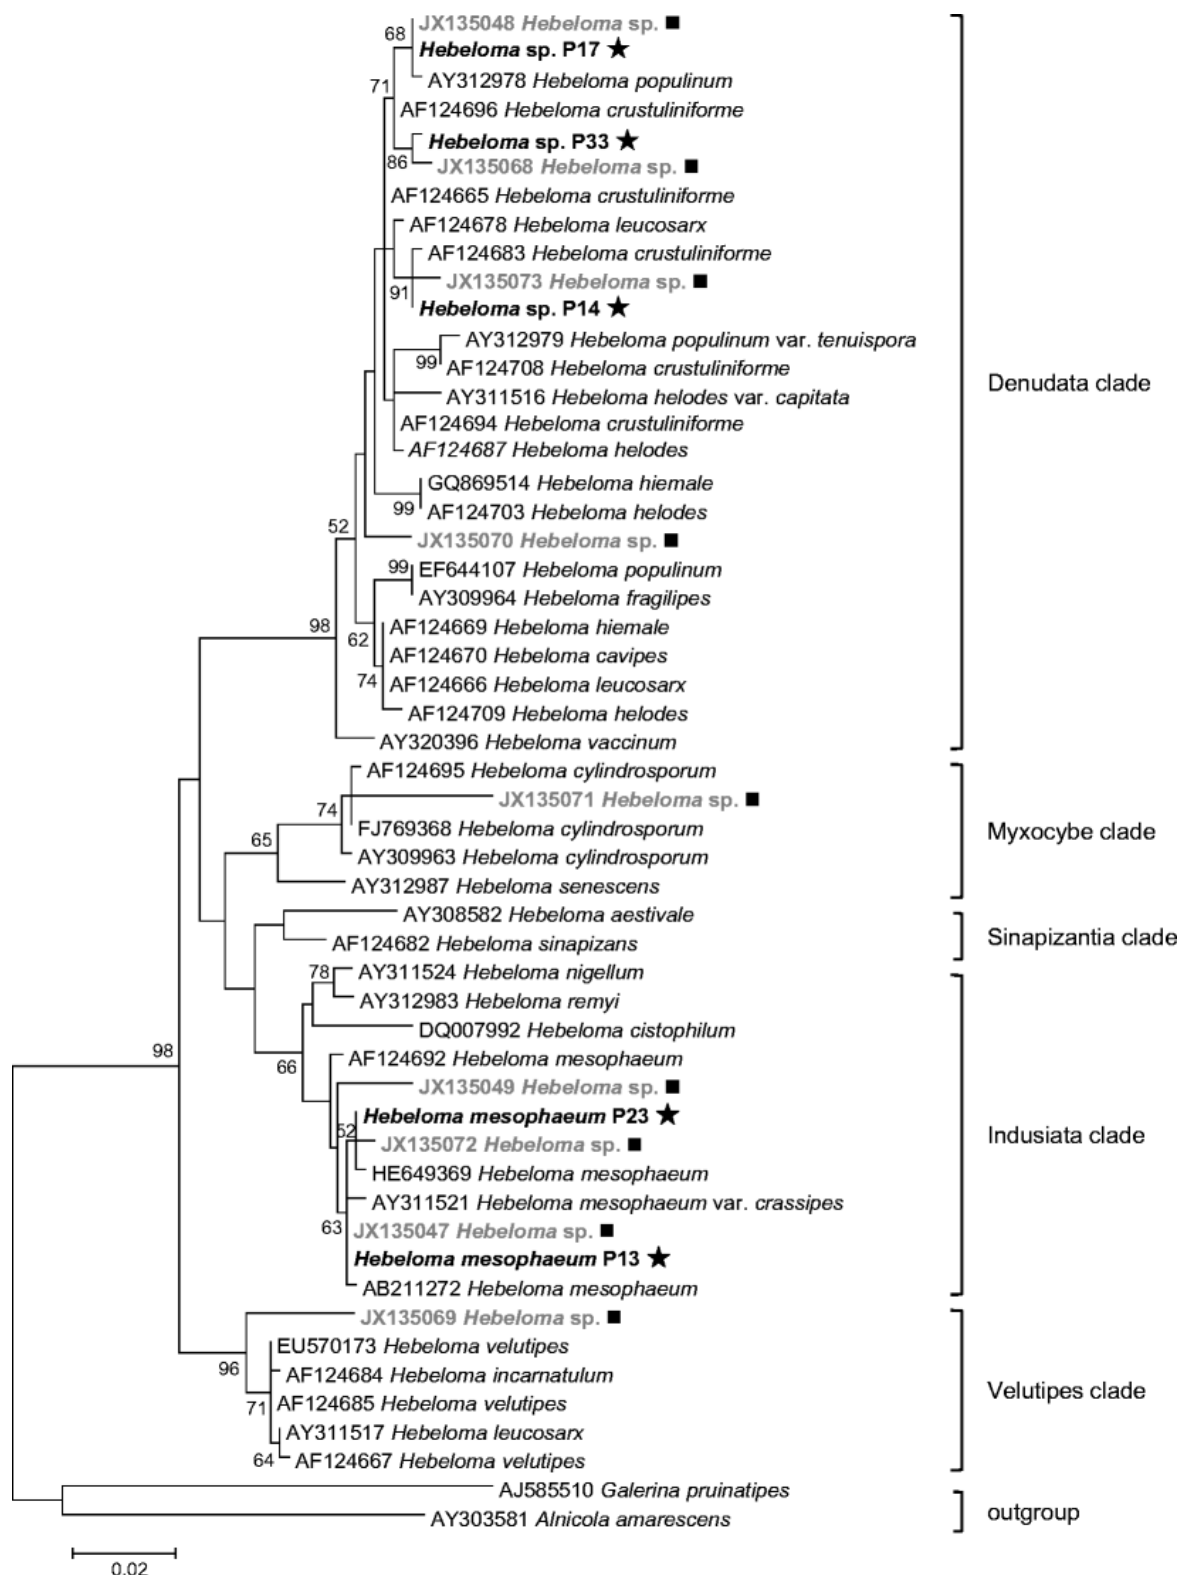 JX135048 Hebeloma sp. ■
68
Hebeloma sp. P17 ★
AY312978 Hebeloma populinum
71
AF124696 Hebeloma crustuliniforme
Hebeloma sp. P33 ★
86
JX135068 Hebeloma sp. ■
AF124665 Hebeloma crustuliniforme
AF124678 Hebeloma leucosarx
AF124683 Hebeloma crustuliniforme
JX135073 Hebeloma sp. ■
91
Hebeloma sp. P14 ★
AY312979 Hebeloma populinum var. tenuispora
99
AF124708 Hebeloma crustuliniforme
Denudata clade
AY311516 Hebeloma helodes var. capitata
AF124694 Hebeloma crustuliniforme
AF124687 Hebeloma helodes
GQ869514 Hebeloma hiemale
99
AF124703 Hebeloma helodes
52
JX135070 Hebeloma sp. ■
99
EF644107 Hebeloma populinum
AY309964 Hebeloma fragilipes
98
AF124669 Hebeloma hiemale
62
AF124670 Hebeloma cavipes
74
AF124666 Hebeloma leucosarx
AF124709 Hebeloma helodes
AY320396 Hebeloma vaccinum
AF124695 Hebeloma cylindrosporum
JX135071 Hebeloma sp. ■
74
FJ769368 Hebeloma cylindrosporum
Myxocybe clade
65
AY309963 Hebeloma cylindrosporum
AY312987 Hebeloma senescens
AY308582 Hebeloma aestivale
Sinapizantia clade
AF124682 Hebeloma sinapizans
78
AY311524 Hebeloma nigellum
AY312983 Hebeloma remyi
DQ007992 Hebeloma cistophilum
98
66
AF124692 Hebeloma mesophaeum
JX135049 Hebeloma sp. ■
Hebeloma mesophaeum P23 ★
52
Indusiata clade
JX135072 Hebeloma sp. ■
HE649369 Hebeloma mesophaeum
AY311521 Hebeloma mesophaeum var. crassipes
63
JX135047 Hebeloma sp. ■
Hebeloma mesophaeum P13 ★
AB211272 Hebeloma mesophaeum
JX135069 Hebeloma sp. ■
EU570173 Hebeloma velutipes
96
AF124684 Hebeloma incarnatulum
Velutipes clade
71
AF124685 Hebeloma velutipes
AY311517 Hebeloma leucosarx
64
AF124667 Hebeloma velutipes
AJ585510 Galerina pruinatipes
outgroup
AY303581 Alnicola amarescens
0.02